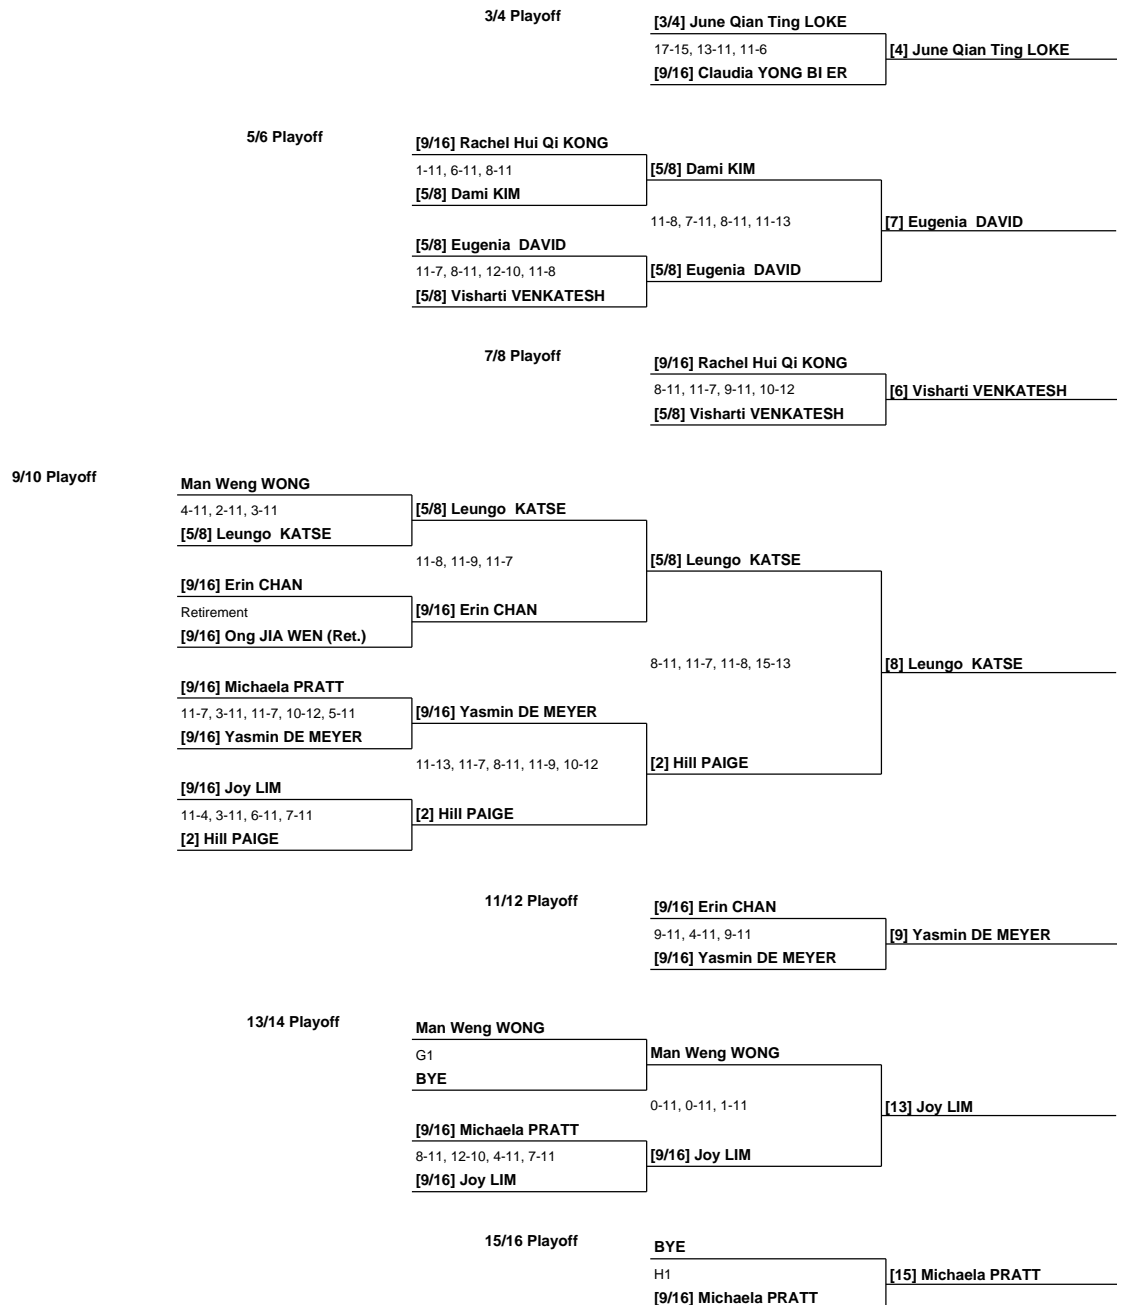 3/4 Playoff
[3/4] June Qian Ting LOKE
17-15, 13-11, 11-6
[4] June Qian Ting LOKE
[9/16] Claudia YONG BI ER
5/6 Playoff
[9/16] Rachel Hui Qi KONG
1-11, 6-11, 8-11
[5/8] Dami KIM
[5/8] Dami KIM
11-8, 7-11, 8-11, 11-13
[7] Eugenia DAVID
[5/8] Eugenia DAVID
11-7, 8-11, 12-10, 11-8
[5/8] Eugenia DAVID
[5/8] Visharti VENKATESH
7/8 Playoff
[9/16] Rachel Hui Qi KONG
8-11, 11-7, 9-11, 10-12
[6] Visharti VENKATESH
[5/8] Visharti VENKATESH
9/10 Playoff
Man Weng WONG
4-11, 2-11, 3-11
[5/8] Leungo KATSE
[5/8] Leungo KATSE
11-8, 11-9, 11-7
[5/8] Leungo KATSE
[9/16] Erin CHAN
Retirement
[9/16] Erin CHAN
[9/16] Ong JIA WEN (Ret.)
8-11, 11-7, 11-8, 15-13
[8] Leungo KATSE
[9/16] Michaela PRATT
11-7, 3-11, 11-7, 10-12, 5-11
[9/16] Yasmin DE MEYER
[9/16] Yasmin DE MEYER
11-13, 11-7, 8-11, 11-9, 10-12
[2] Hill PAIGE
[9/16] Joy LIM
11-4, 3-11, 6-11, 7-11
[2] Hill PAIGE
[2] Hill PAIGE
11/12 Playoff
[9/16] Erin CHAN
9-11, 4-11, 9-11
[9] Yasmin DE MEYER
[9/16] Yasmin DE MEYER
13/14 Playoff
Man Weng WONG
G1
Man Weng WONG
BYE
0-11, 0-11, 1-11
[13] Joy LIM
[9/16] Michaela PRATT
8-11, 12-10, 4-11, 7-11
[9/16] Joy LIM
[9/16] Joy LIM
15/16 Playoff
BYE
H1
[15] Michaela PRATT
[9/16] Michaela PRATT